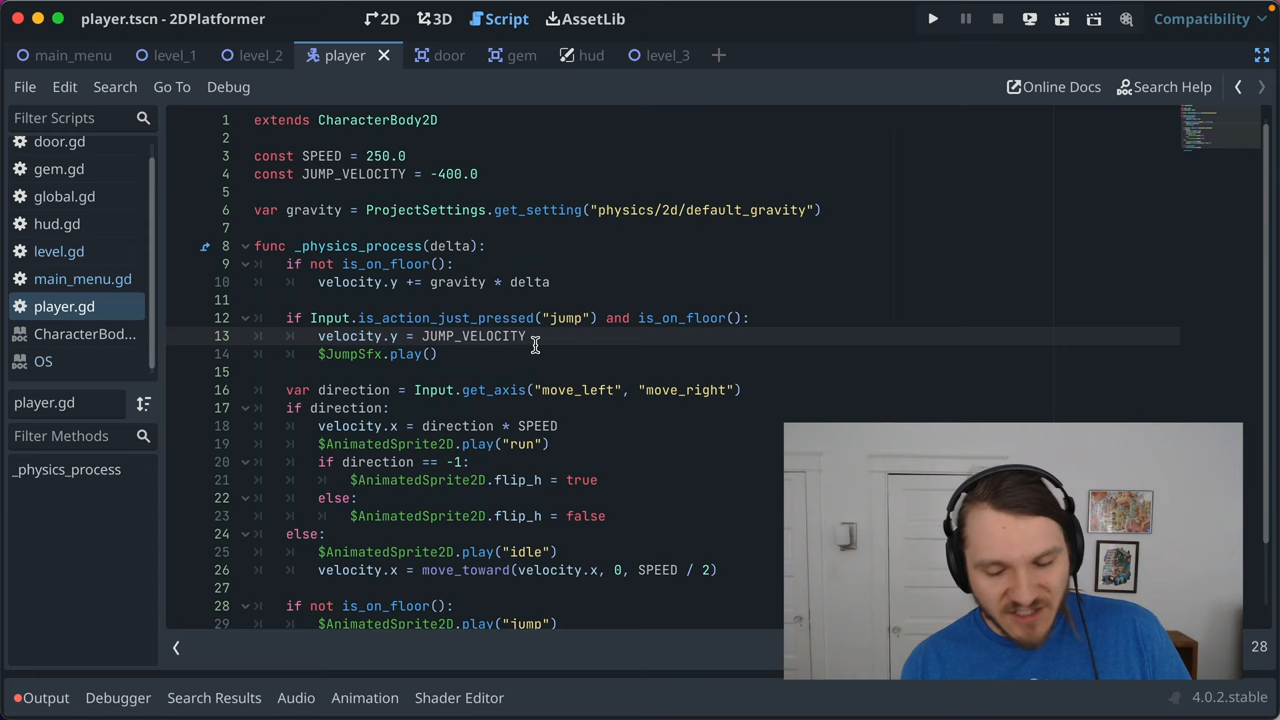 player.tscn - 2DPlatformer
2D 3D Script AssetLib
Compatibility
main_menu level_1 level_2 player door gem hud level_3
File Edit Search Go To Debug
Online Docs Search Help
Filter Scripts
door.gd
gem.gd
global.gd
hud.gd
level.gd
main_menu.gd
player.gd
CharacterBod...
OS
player.gd
Filter Methods
_physics_process
1 extends CharacterBody2D
2
3 const SPEED = 250.0
4 const JUMP_VELOCITY = -400.0
5
6 var gravity = ProjectSettings.get_setting("physics/2d/default_gravity")
7
8 func _physics_process(delta):
9 if not is_on_floor():
10 velocity.y += gravity * delta
11
12 if Input.is_action_just_pressed("jump") and is_on_floor():
13 velocity.y = JUMP_VELOCITY
14 $JumpSfx.play()
15
16 var direction = Input.get_axis("move_left", "move_right")
17 if direction:
18 velocity.x = direction * SPEED
19 $AnimatedSprite2D.play("run")
20 if direction == -1:
21 $AnimatedSprite2D.flip_h = true
22 else:
23 $AnimatedSprite2D.flip_h = false
24 else:
25 $AnimatedSprite2D.play("idle")
26 velocity.x = move_toward(velocity.x, 0, SPEED / 2)
27
28 if not is_on_floor():
29 $AnimatedSprite2D.play("jump")
28
Output Debugger Search Results Audio Animation Shader Editor
4.0.2.stable